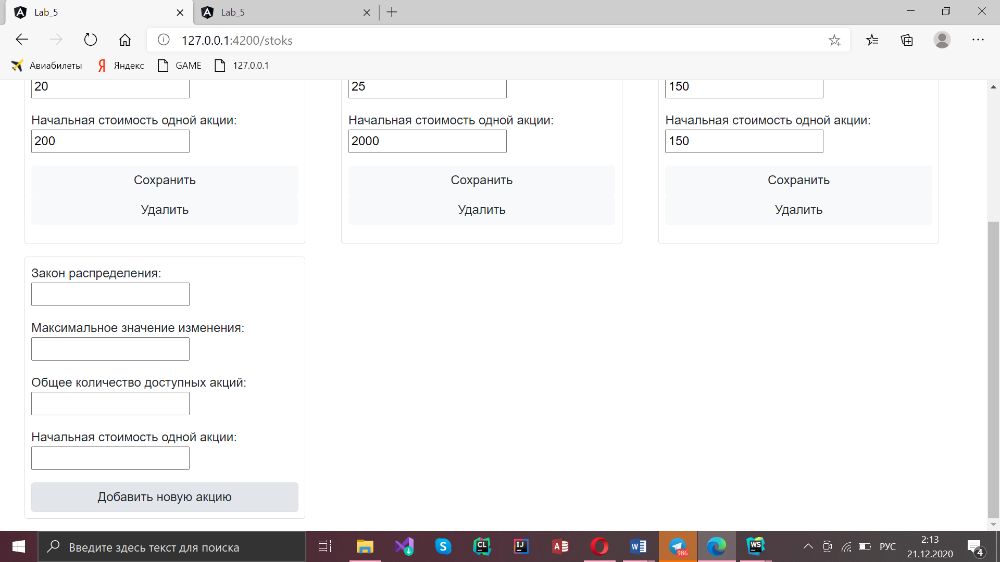 Lab_5
Lab_5
127.0.0.1:4200/stoks
Авиабилеты
Яндекс
GAME
127.0.0.1
20
25
150
Начальная стоимость одной акции:
Начальная стоимость одной акции:
Начальная стоимость одной акции:
200
2000
150
Сохранить
Сохранить
Сохранить
Удалить
Удалить
Удалить
Закон распределения:
Максимальное значение изменения:
Общее количество доступных акций:
Начальная стоимость одной акции:
Добавить новую акцию
Введите здесь текст для поиска
CL
IJ
986
WS
РУС
2:13
21.12.2020
4